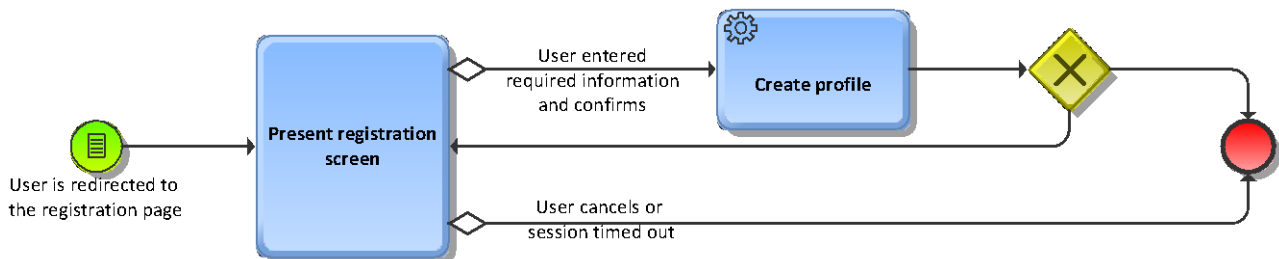 User is redirected to
the registration page
Present registration
screen
User entered
required information
and confirms
Create profile
User cancels or
session timed out